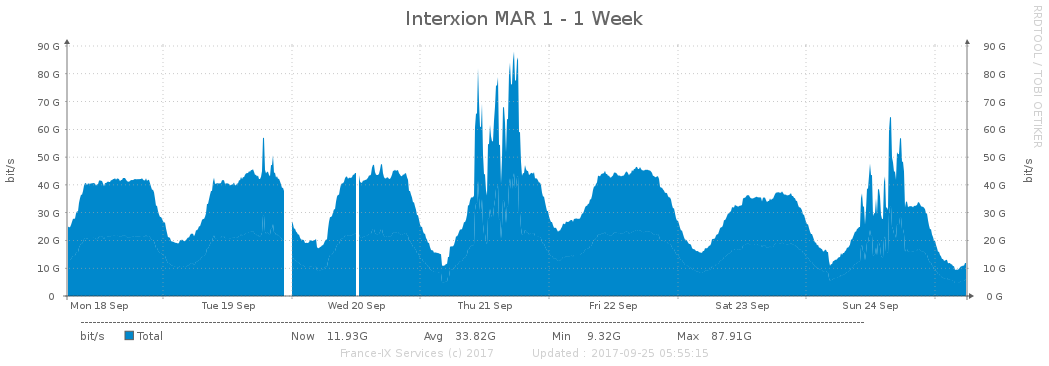 Interxion MAR 1 - 1 Week
RRDTOOL / TOBI OETIKER
90 G 90 G
80 G 80 G
70 G 70 G
60 G 60 G
50 G 50 G
40 G 40 G
30 G 30 G
20 G 20 G
10 G 10 G
0 0 G
bit/s
bit/s
Mon 18 Sep Tue 19 Sep Wed 20 Sep Thu 21 Sep Fri 22 Sep Sat 23 Sep Sun 24 Sep
bit/s Total Now 11.93G Avg 33.82G Min 9.32G Max 87.91G
France-IX Services (c) 2017 Updated : 2017-09-25 05:55:15